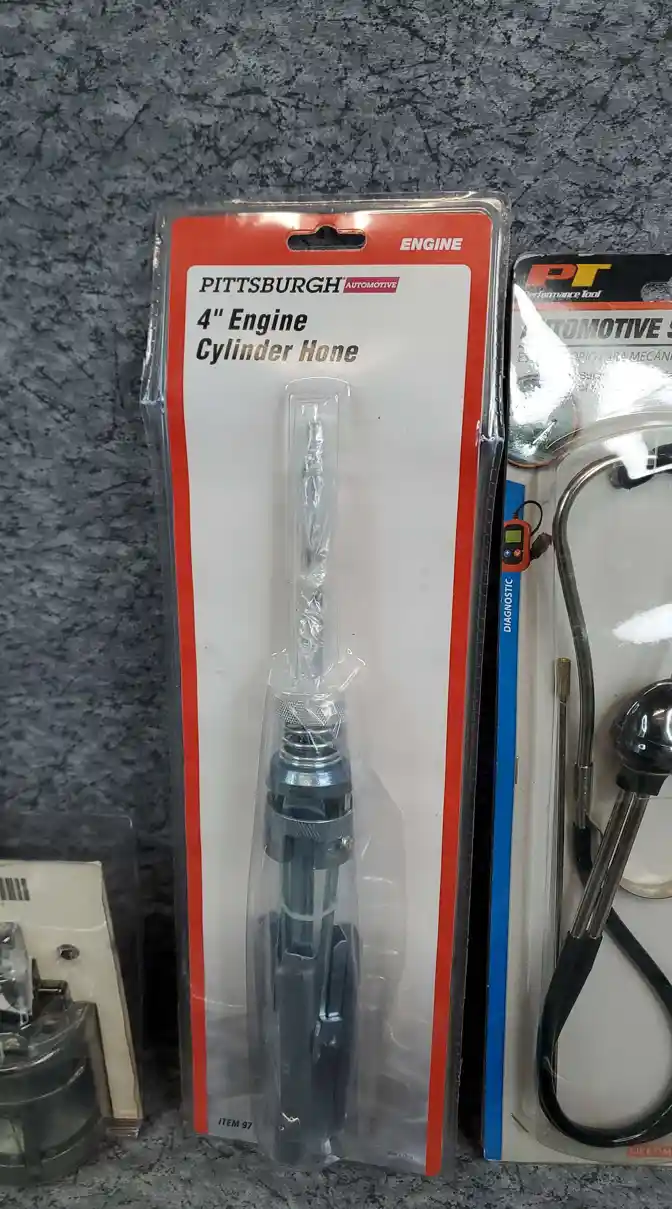 ENGINE
PITTSBURGH AUTOMOTIVE
4" Engine
Cylinder Hone
ITEM 97
PT
Performance Tool
AUTOMOTIVE
DIAGNOSTIC